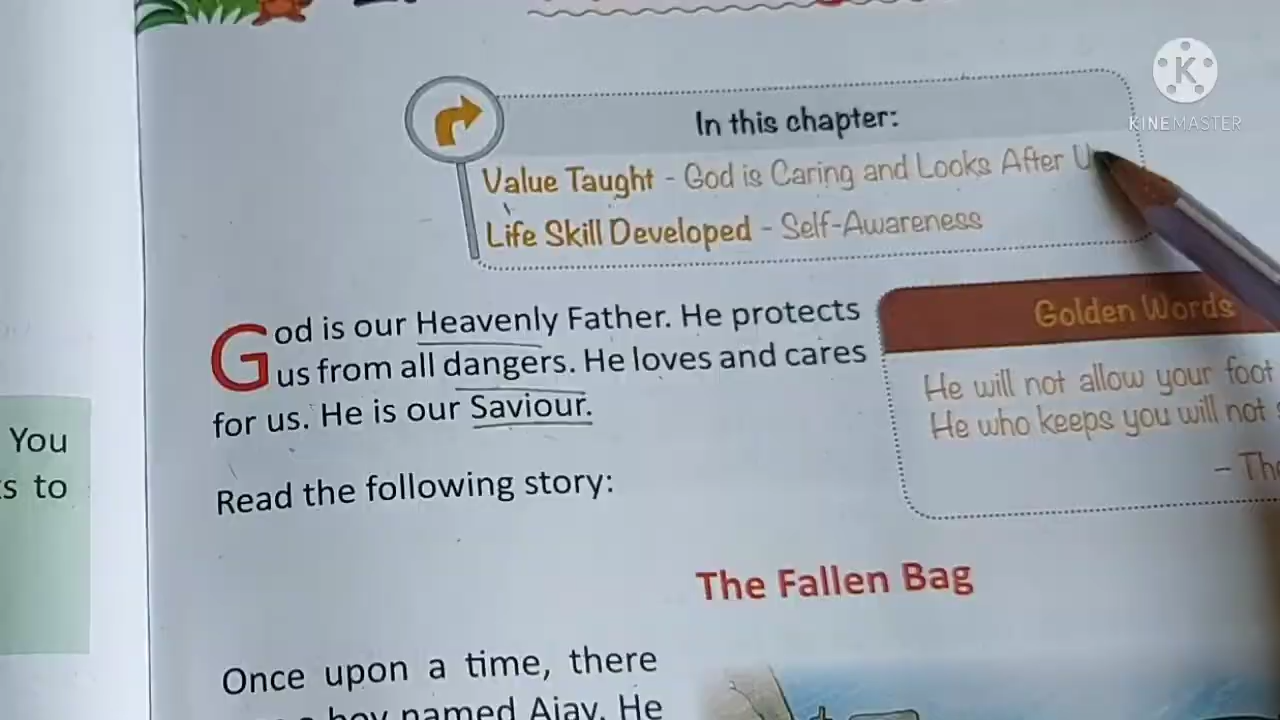 KINEMASTER
In this chapter:
Value Taught - God is Caring and Looks After
Life Skill Developed - Self-Awareness
God is our Heavenly Father. He protects
us from all dangers. He loves and cares
for us. He is our Saviour.
Golden Words
He will not allow your foot
He who keeps you will not
You
to
Read the following story:
The Fallen Bag
Once upon a time, there
boy named Ajay. He